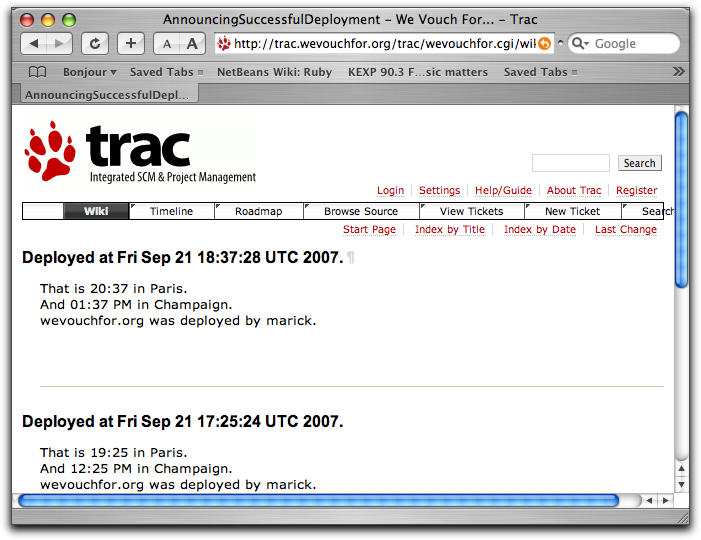 AnnouncingSuccessfulDeployment – We Vouch For... – Trac
A A http://trac.wevouchfor.org/trac/wevouchfor.cgi/wil Google
Bonjour Saved Tabs NetBeans Wiki: Ruby KEXP 90.3 F...sic matters Saved Tabs
AnnouncingSuccessfulDepl...
trac
Integrated SCM & Project Management
Search
Login Settings Help/Guide About Trac Register
Wiki Timeline Roadmap Browse Source View Tickets New Ticket Search
Start Page Index by Title Index by Date Last Change
Deployed at Fri Sep 21 18:37:28 UTC 2007. ¶
That is 20:37 in Paris.
And 01:37 PM in Champaign.
wevouchfor.org was deployed by marick.
Deployed at Fri Sep 21 17:25:24 UTC 2007.
That is 19:25 in Paris.
And 12:25 PM in Champaign.
wevouchfor.org was deployed by marick.